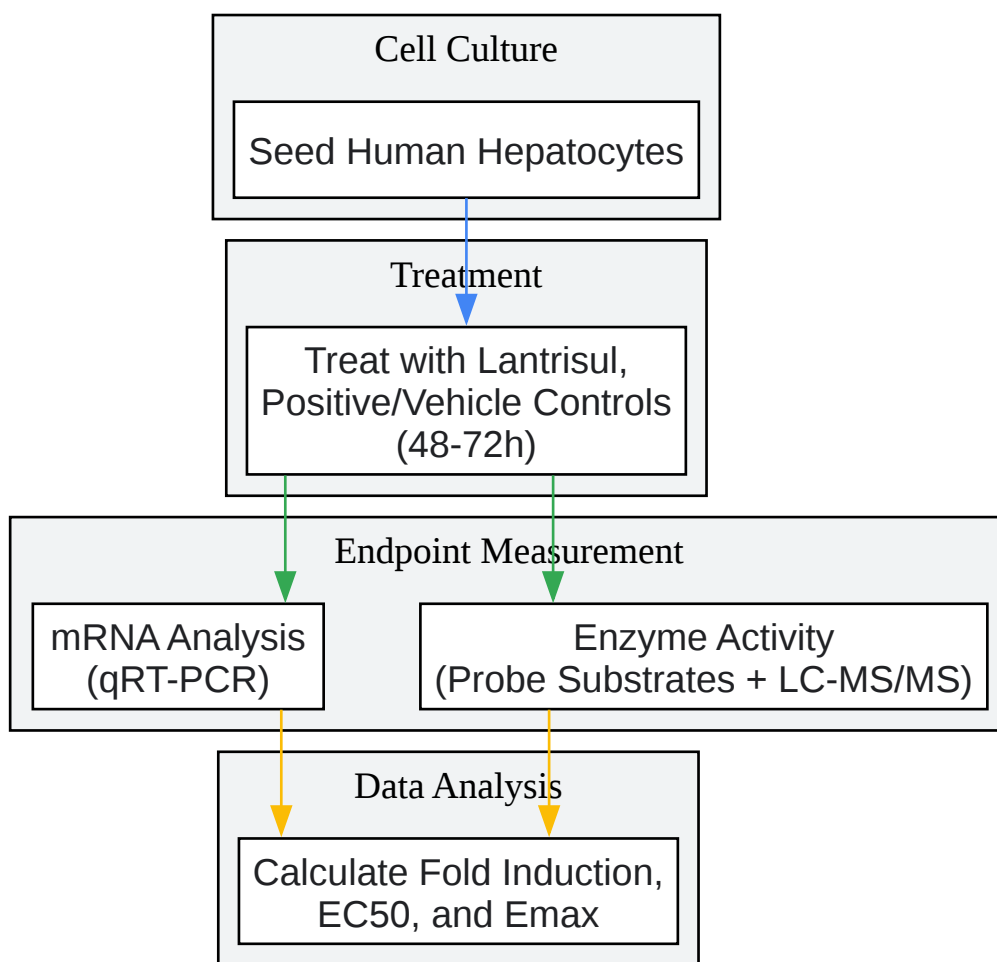 Cell Culture
Seed Human Hepatocytes
Treatment
Treat with Lantrisul,
Positive/Vehicle Controls
(48-72h)
Endpoint Measurement
mRNA Analysis
(qRT-PCR)
Enzyme Activity
(Probe Substrates + LC-MS/MS)
Data Analysis
Calculate Fold Induction,
EC50, and Emax